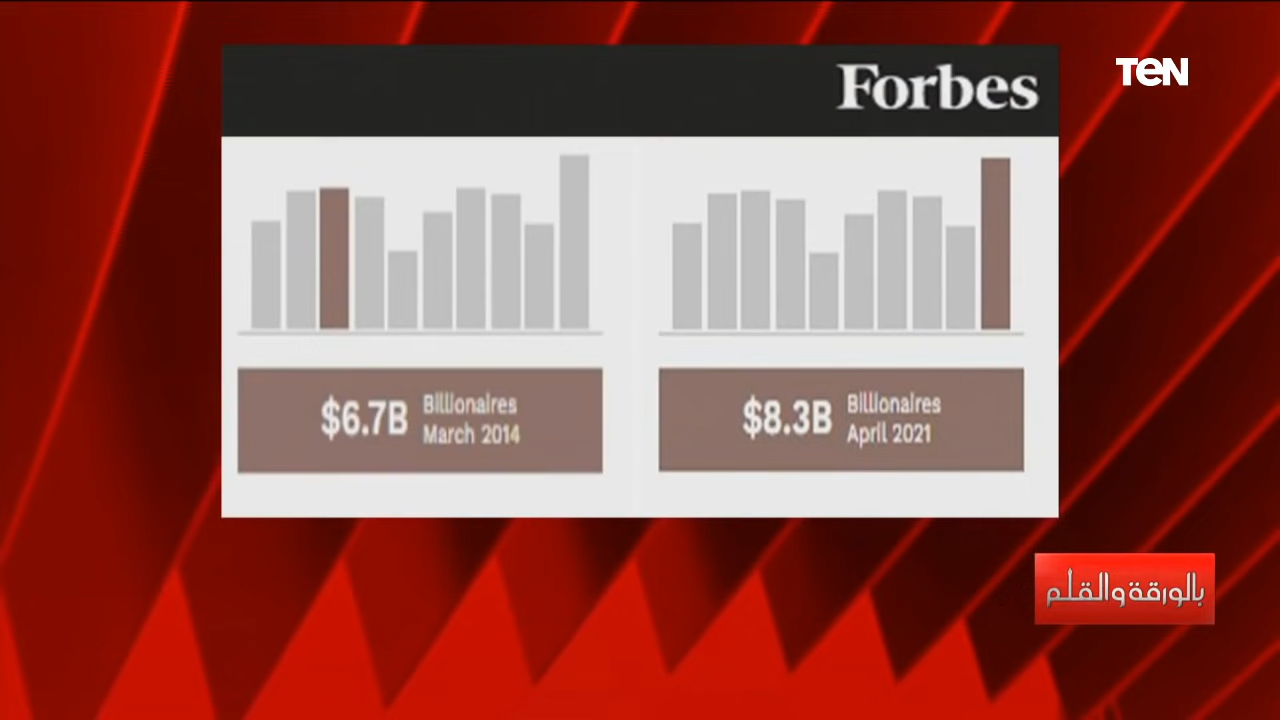 Forbes
TEN
$6.7B
Billionaires
March 2014
$8.3B
Billionaires
April 2021
بالورقة والقلم